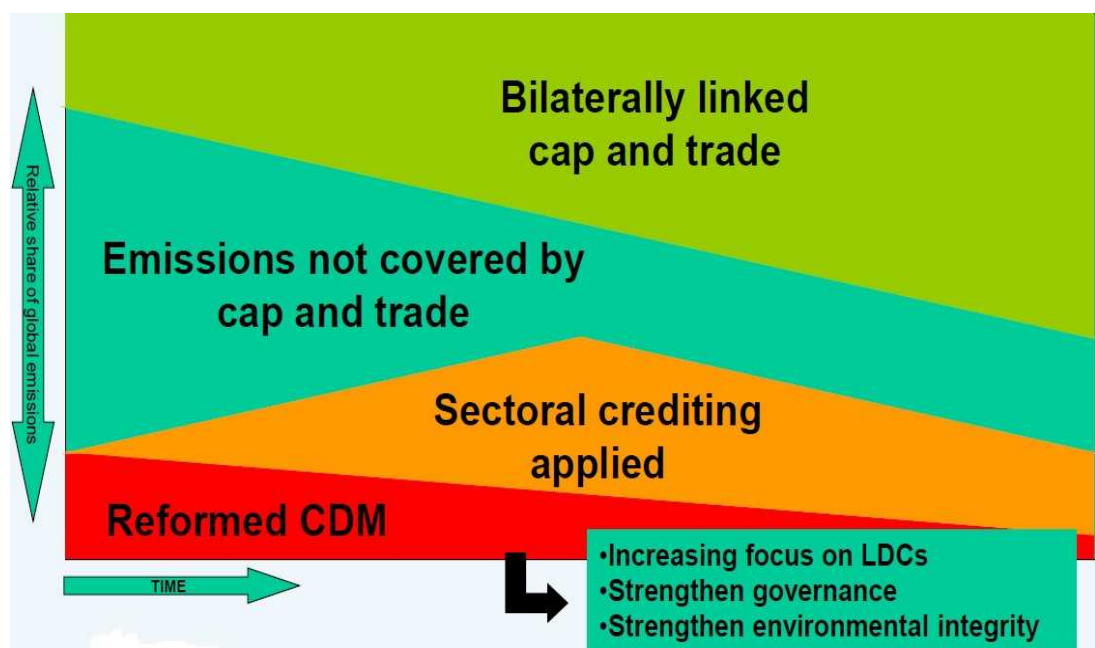 Bilaterally linked
cap and trade
Relative share of global emissions
Emissions not covered by
cap and trade
Sectoral crediting
applied
Reformed CDM
TIME
•Increasing focus on LDCs
•Strengthen governance
•Strengthen environmental integrity